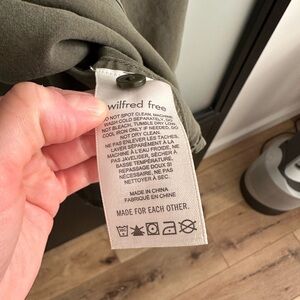 wilfred free
DO NOT SPOT CLEAN. MACHINE
WASH COLD SEPARATELY. DO
NOT BLEACH. TUMBLE DRY LOW.
COOL IRON ONLY IF NEEDED. DO
NOT DRY CLEAN.
NE PAS ENLEVER LES TACHES.
LAVER SÉPARÉMENT À LA
MACHINE À L'EAU FROIDE. NE
PAS JAVELISER. SÉCHER À
BASSE TEMPÉRATURE.
REPASSAGE DOUX SI
NÉCESSAIRE. NE PAS
NETTOYER À SEC.
MADE IN CHINA
FABRIQUÉ EN CHINE
MADE FOR EACH OTHER.